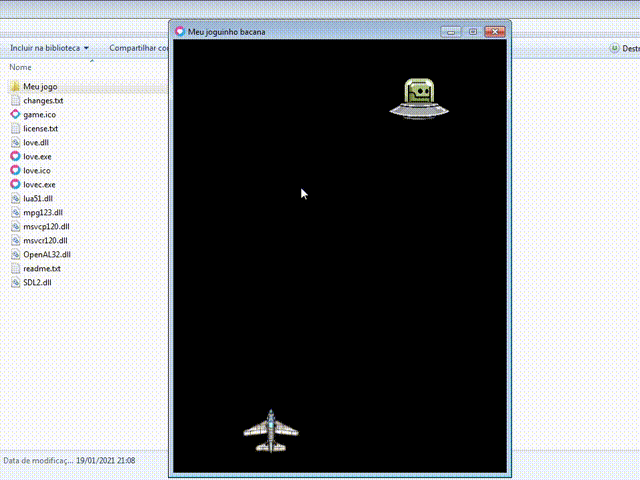 Meu joguinho bacana
Incluir na biblioteca
Compartilhar co
Destr
Nome
Meu jogo
changes.txt
game.ico
license.txt
love.dll
love.exe
love.ico
lovec.exe
lua51.dll
mpg123.dll
msvcp120.dll
msvcr120.dll
OpenAL32.dll
readme.txt
SDL2.dll
Data de modificaç... 19/01/2021 21:08